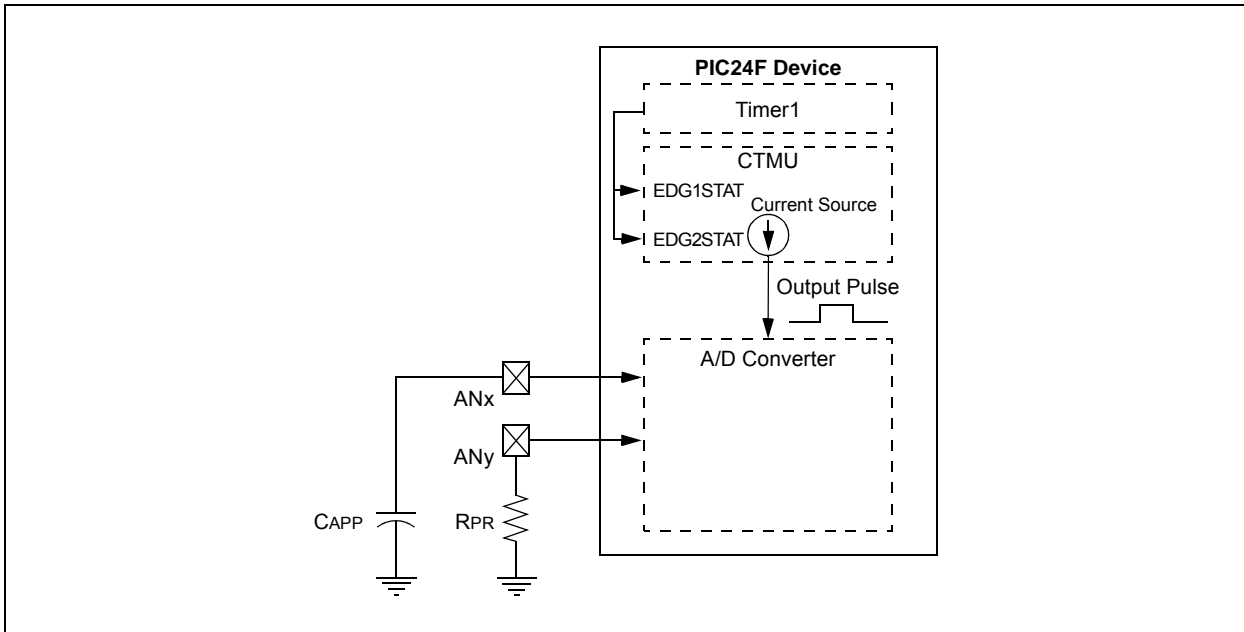 PIC24F Device
Timer1
CTMU
EDG1STAT
Current Source
EDG2STAT
Output Pulse
A/D Converter
ANx
ANy
CAPP
RPR